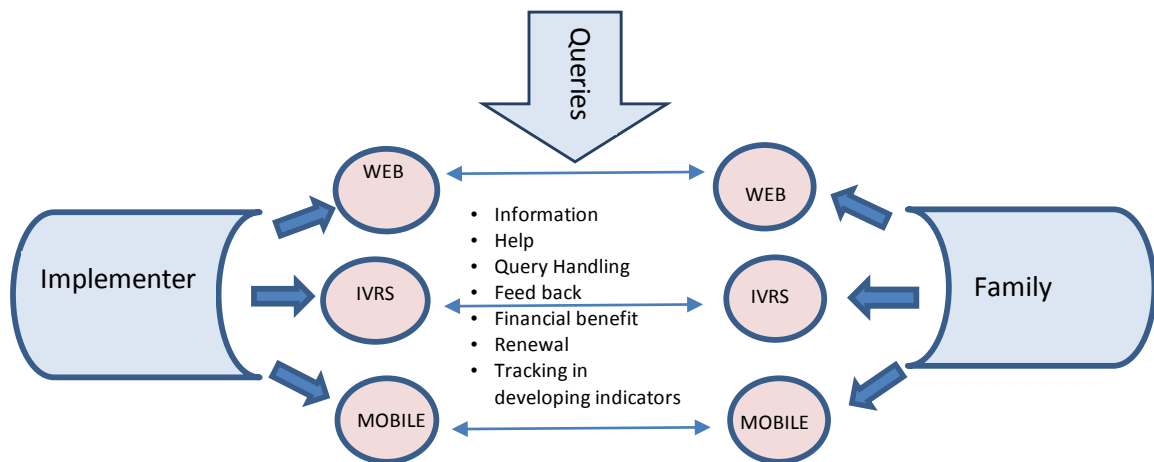 Queries
WEB
WEB
• Information
• Help
• Query Handling
• Feed back
• Financial benefit
• Renewal
• Tracking in
developing indicators
Implementer
IVRS
IVRS
Family
MOBILE
MOBILE